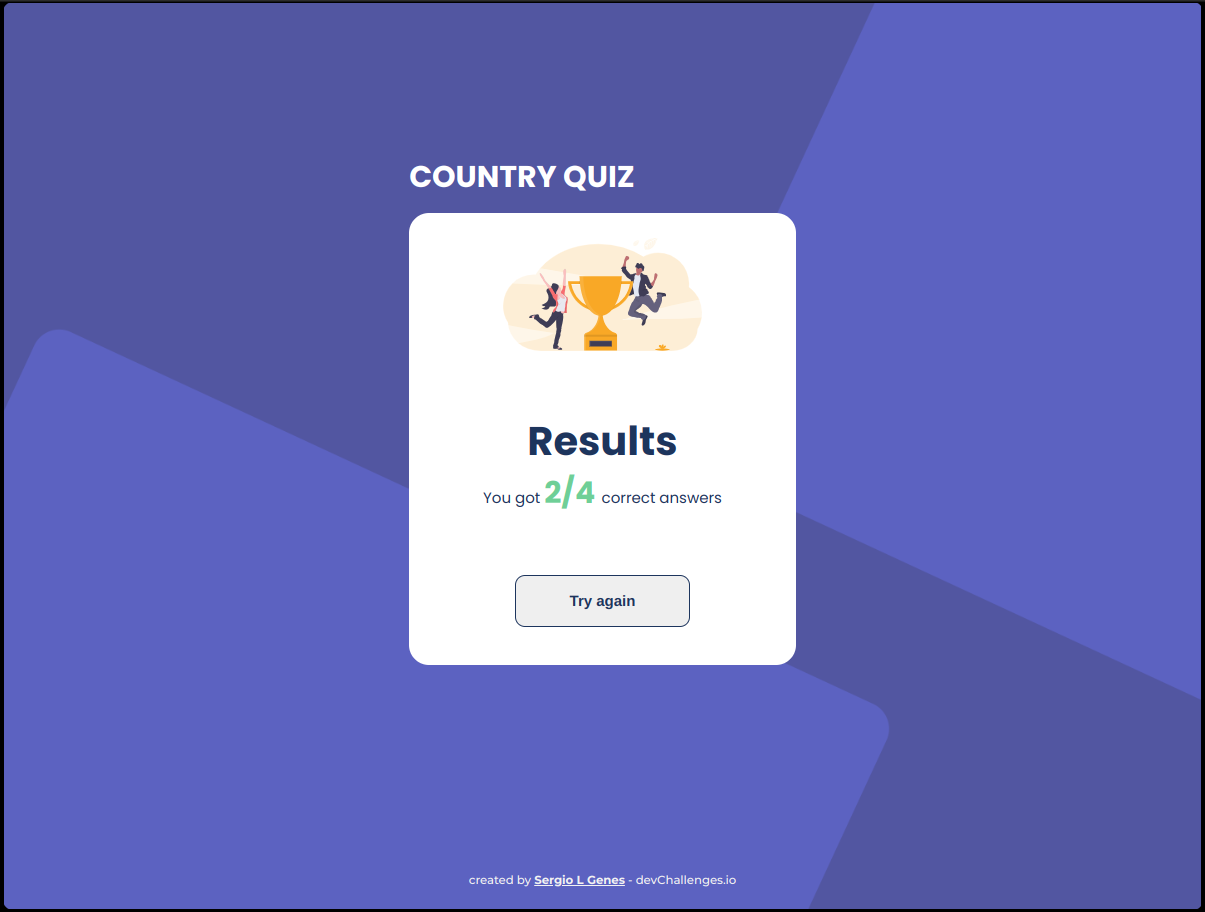 COUNTRY QUIZ
Results
You got 2/4 correct answers
Try again
created by Sergio L Genes - devChallenges.io